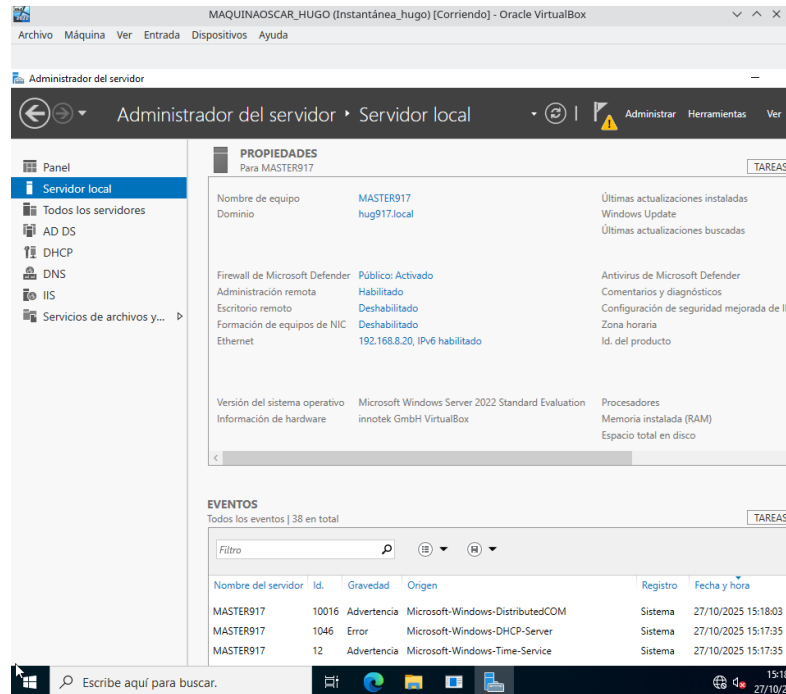 MAQUINAOSCAR_HUGO (Instantánea_hugo) [Corriendo] - Oracle VirtualBox
Archivo Máquina Ver Entrada Dispositivos Ayuda
Administrador del servidor
Administrador del servidor Servidor local
Administrar Herramientas Ver
Panel
Servidor local
Todos los servidores
AD DS
DHCP
DNS
IIS
Servicios de archivos y...
PROPIEDADES
Para MASTER917
TAREAS
Nombre de equipo MASTER917 Últimas actualizaciones instaladas
Dominio hug917.local Windows Update
Últimas actualizaciones buscadas
Firewall de Microsoft Defender Público: Activado Antivirus de Microsoft Defender
Administración remota Habilitado Comentarios y diagnósticos
Escritorio remoto Deshabilitado Configuración de seguridad mejorada de
Formación de equipos de NIC Deshabilitado Zona horaria
Ethernet 192.168.8.20, IPv6 habilitado Id. del producto
Versión del sistema operativo Microsoft Windows Server 2022 Standard Evaluation Procesadores
Información de hardware innotek GmbH VirtualBox Memoria instalada (RAM)
Espacio total en disco
EVENTOS
Todos los eventos | 38 en total
TAREAS
Filtro
Nombre del servidor Id. Gravedad Origen Registro Fecha y hora
MASTER917 10016 Advertencia Microsoft-Windows-DistributedCOM Sistema 27/10/2025 15:18:03
MASTER917 1046 Error Microsoft-Windows-DHCP-Server Sistema 27/10/2025 15:17:35
MASTER917 12 Advertencia Microsoft-Windows-Time-Service Sistema 27/10/2025 15:17:35
Escribe aquí para buscar.
15:18
27/10/2